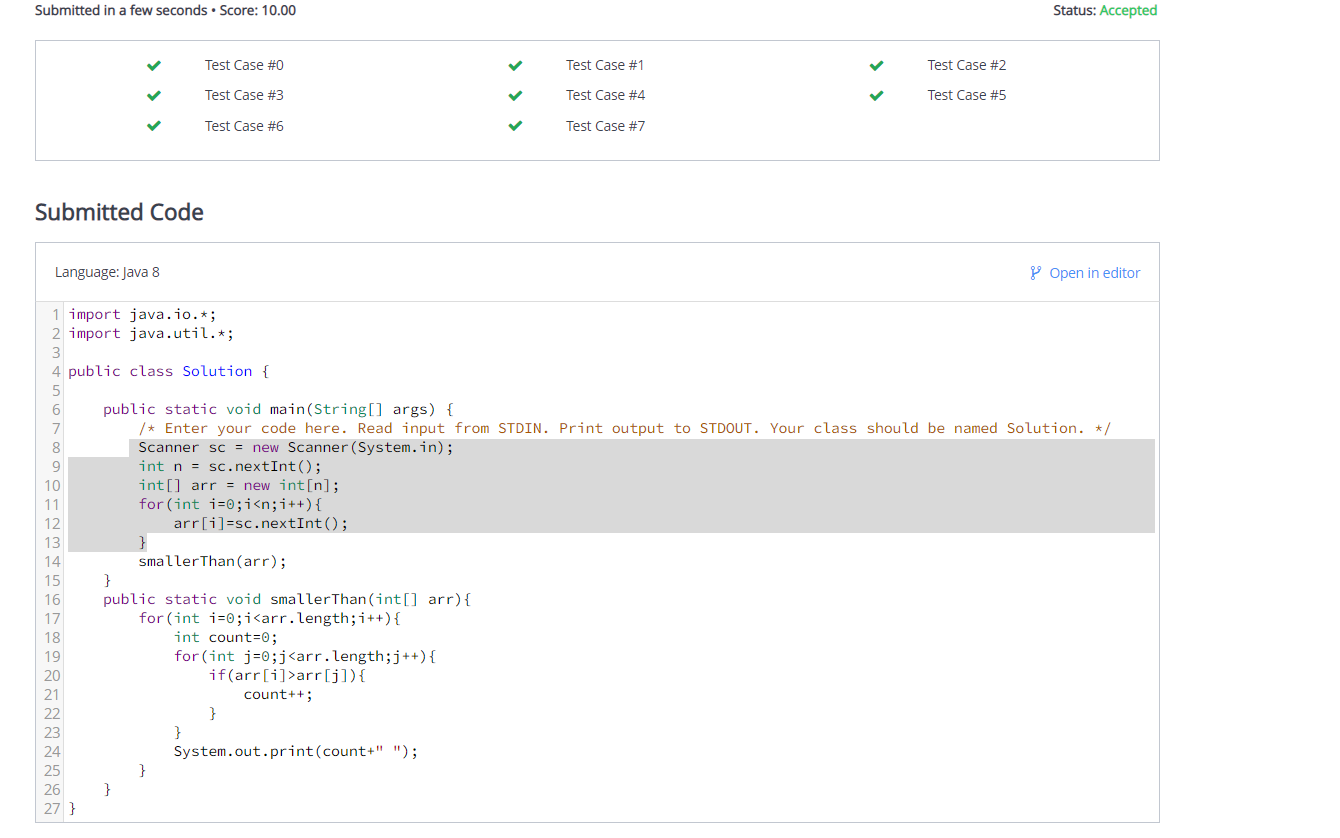 Submitted in a few seconds • Score: 10.00 Status: Accepted
Test Case #0 Test Case #1 Test Case #2
Test Case #3 Test Case #4 Test Case #5
Test Case #6 Test Case #7
Submitted Code
Language: Java 8 Open in editor
1 import java.io.*;
2 import java.util.*;
3
4 public class Solution {
5
6     public static void main(String[] args) {
7         /* Enter your code here. Read input from STDIN. Print output to STDOUT. Your class should be named Solution. */
8         Scanner sc = new Scanner(System.in);
9         int n = sc.nextInt();
10         int[] arr = new int[n];
11         for(int i=0;i<n;i++){
12             arr[i]=sc.nextInt();
13         }
14         smallerThan(arr);
15     }
16     public static void smallerThan(int[] arr){
17         for(int i=0;i<arr.length;i++){
18             int count=0;
19             for(int j=0;j<arr.length;j++){
20                 if(arr[i]>arr[j]){
21                     count++;
22                 }
23             }
24             System.out.print(count+" ");
25         }
26     }
27 }